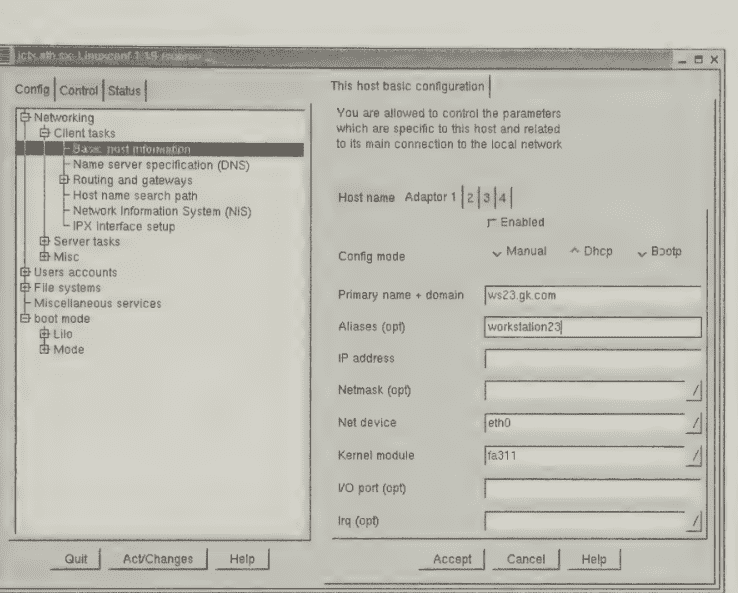 Linuxconf 1.19
Config Control Status
Networking
Client tasks
Basic host information
Name server specification (DNS)
Routing and gateways
Host name search path
Network Information System (NIS)
IPX Interface setup
Server tasks
Misc
Users accounts
File systems
Miscellaneous services
boot mode
Lilo
Mode
Quit Act/Changes Help
This host basic configuration
You are allowed to control the parameters
which are specific to this host and related
to its main connection to the local network
Host name Adaptor 1 2 3 4
Enabled
Config mode Manual Dhcp Bootp
Primary name + domain ws23.gk.com
Aliases (opt) workstation23
IP address
Netmask (opt)
Net device eth0
Kernel module fa311
I/O port (opt)
Irq (opt)
Accept Cancel Help